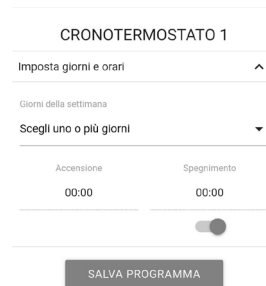 CRONOTERMOSTATO 1
Imposta giorni e orari
Giorni della settimana
Scegli uno o più giorni
Accensione Spegnimento
00:00 00:00
SALVA PROGRAMMA